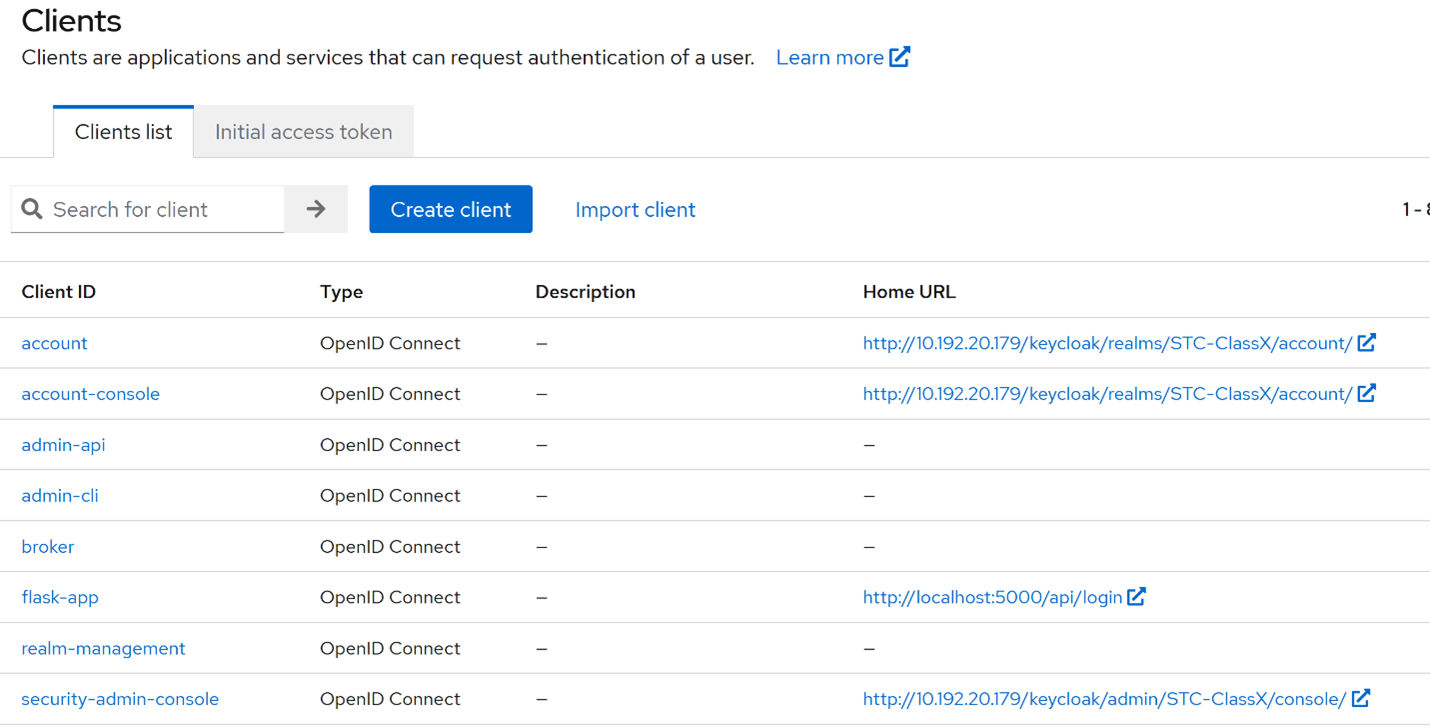 Clients
Clients are applications and services that can request authentication of a user. Learn more
Clients list Initial access token
Search for client Create client Import client 1 - 8
Client ID Type Description Home URL
account OpenID Connect – http://10.192.20.179/keycloak/realms/STC-ClassX/account/
account-console OpenID Connect – http://10.192.20.179/keycloak/realms/STC-ClassX/account/
admin-api OpenID Connect – –
admin-cli OpenID Connect – –
broker OpenID Connect – –
flask-app OpenID Connect – http://localhost:5000/api/login
realm-management OpenID Connect – –
security-admin-console OpenID Connect – http://10.192.20.179/keycloak/admin/STC-ClassX/console/